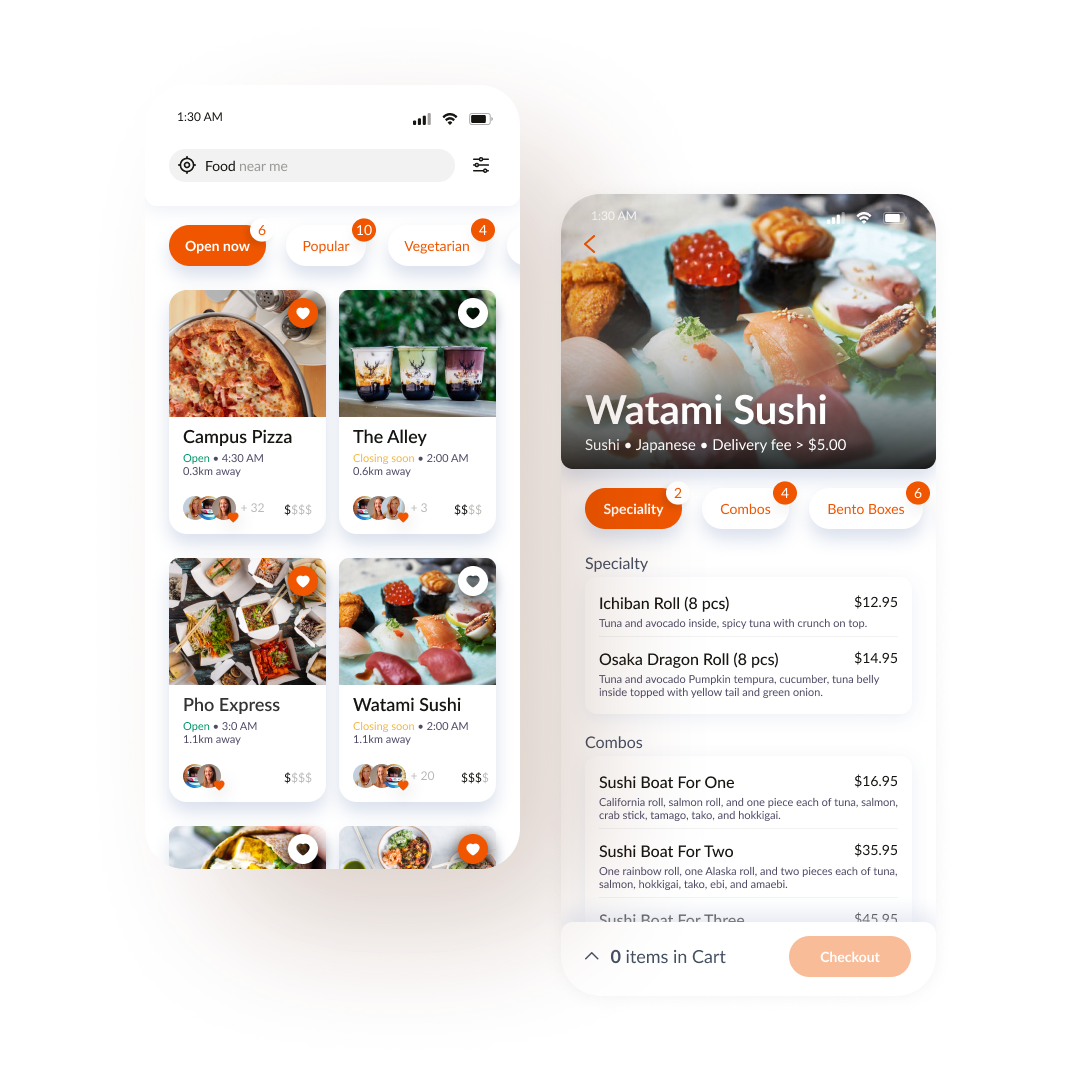 1:30 AM
Food near me
Open now
6
Popular
10
Vegetarian
4
Campus Pizza
Open • 4:30 AM
0.3km away
+ 32
$$$$
The Alley
Closing soon • 2:00 AM
0.6km away
+ 3
$$$$
Pho Express
Open • 3:0 AM
1.1km away
$$$$
Watami Sushi
Closing soon • 2:00 AM
1.1km away
+ 20
$$$$
1:30 AM
Watami Sushi
Sushi • Japanese • Delivery fee > $5.00
Speciality
2
Combos
4
Bento Boxes
6
Specialty
Ichiban Roll (8 pcs)
$12.95
Tuna and avocado inside, spicy tuna with crunch on top.
Osaka Dragon Roll (8 pcs)
$14.95
Tuna and avocado Pumpkin tempura, cucumber, tuna belly
inside topped with yellow tail and green onion.
Combos
Sushi Boat For One
$16.95
California roll, salmon roll, and one piece each of tuna, salmon,
crab stick, tamago, tako, and hokkigai.
Sushi Boat For Two
$35.95
One rainbow roll, one Alaska roll, and two pieces each of tuna,
salmon, hokkigai, tako, ebi, and amaebi.
Sushi Boat For Three
$45.95
0 items in Cart
Checkout